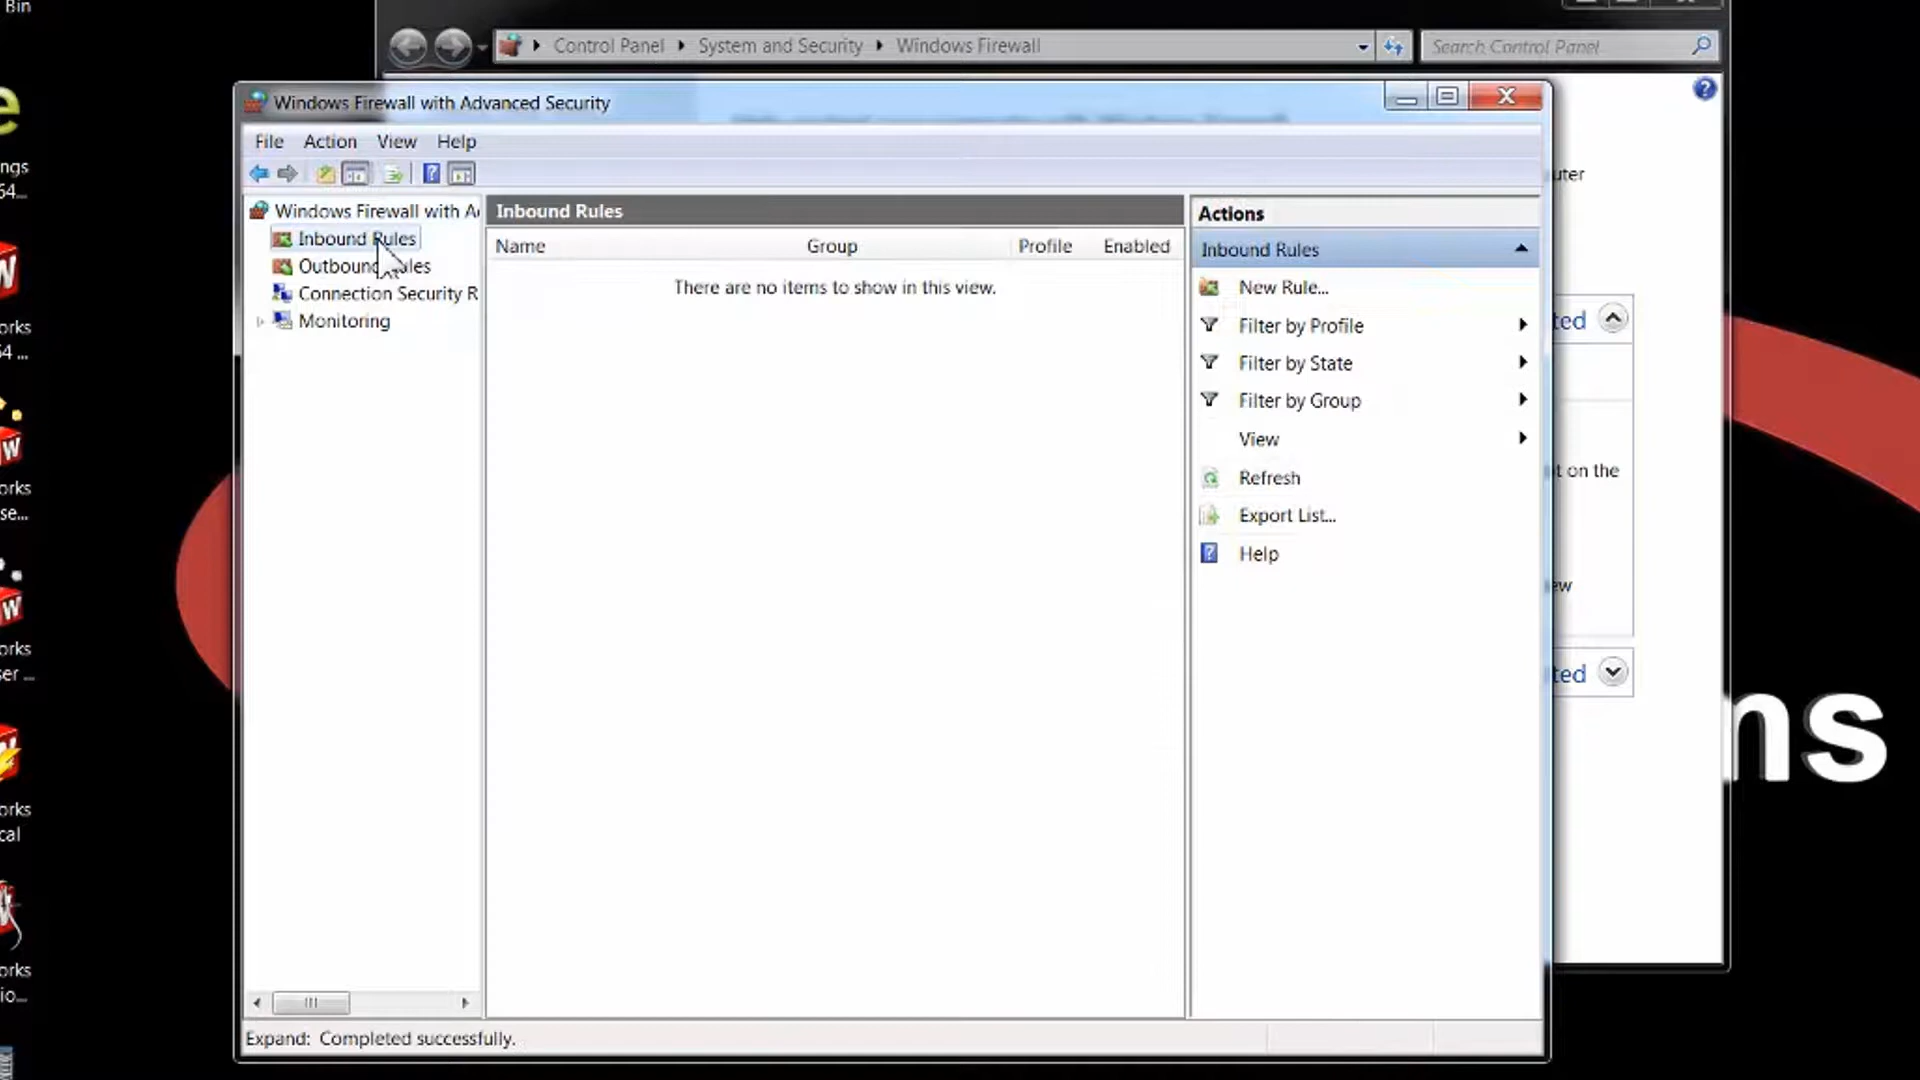 Bin
Control Panel System and Security Windows Firewall
Search Control Panel
Windows Firewall with Advanced Security
File Action View Help
Windows Firewall with A
Inbound Rules
Outbound Rules
Connection Security R
Monitoring
Inbound Rules
Name Group Profile Enabled
There are no items to show in this view.
Actions
Inbound Rules
New Rule...
Filter by Profile
Filter by State
Filter by Group
View
Refresh
Export List...
Help
Expand: Completed successfully.
uter
ted
t on the
ew
ted
ns
ngs
64...
orks
64 ...
orks
se...
orks
ser ...
orks
cal
orks
io...